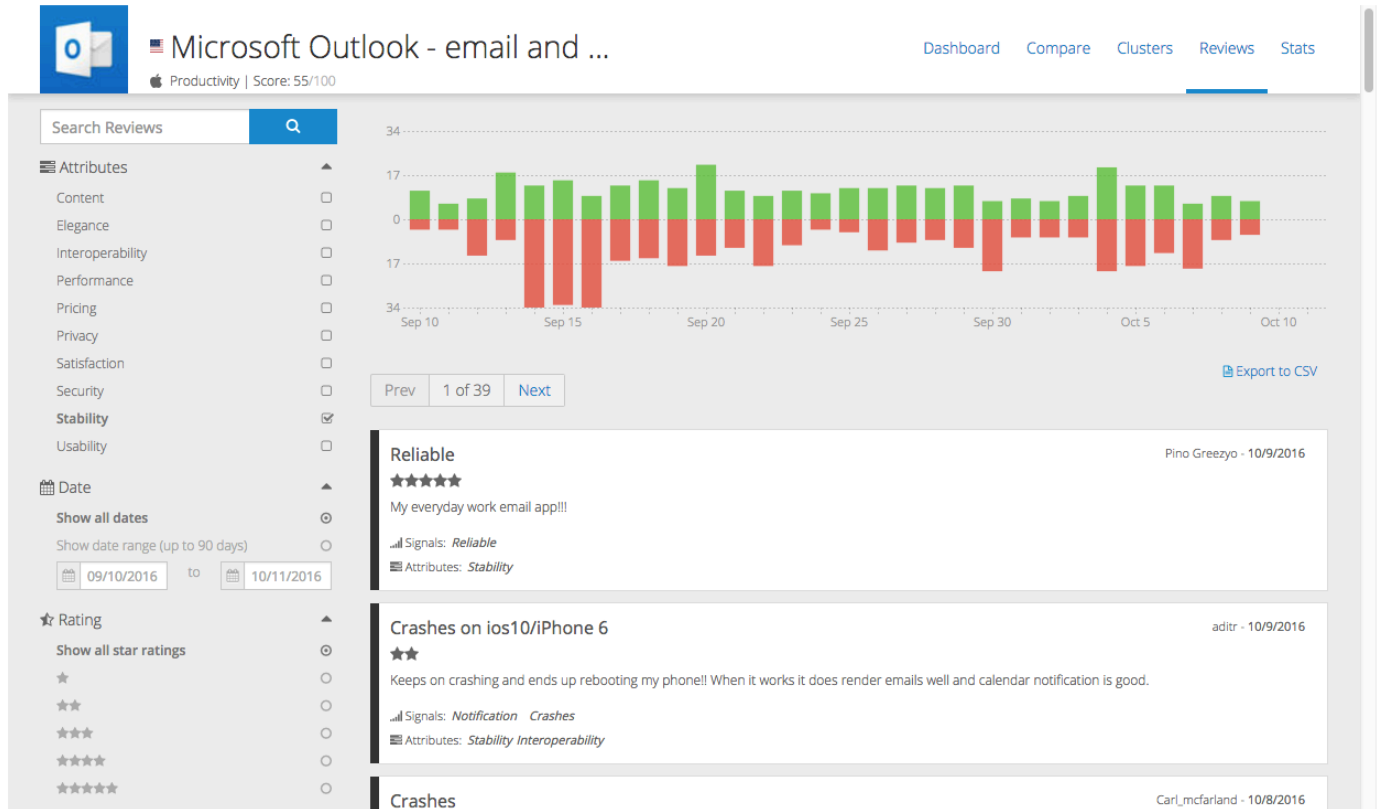 Microsoft Outlook - email and ...
Productivity | Score: 55/100
Dashboard Compare Clusters Reviews Stats
Search Reviews
Attributes
Content
Elegance
Interoperability
Performance
Pricing
Privacy
Satisfaction
Security
Stability
Usability
Date
Show all dates
Show date range (up to 90 days)
09/10/2016 to 10/11/2016
Rating
Show all star ratings
34
17
0
17
34
Sep 10 Sep 15 Sep 20 Sep 25 Sep 30 Oct 5 Oct 10
Export to CSV
Prev 1 of 39 Next
Reliable
Pino Greezyo - 10/9/2016
My everyday work email app!!!
Signals: Reliable
Attributes: Stability
Crashes on ios10/iPhone 6
aditr - 10/9/2016
Keeps on crashing and ends up rebooting my phone!! When it works it does render emails well and calendar notification is good.
Signals: Notification Crashes
Attributes: Stability Interoperability
Crashes
Carl_mcfarland - 10/8/2016